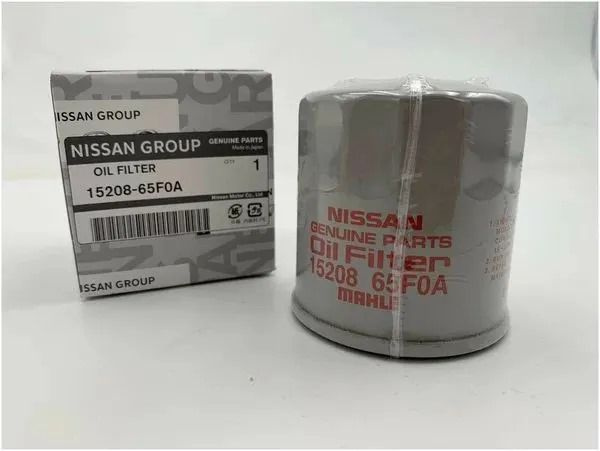 NISSAN GROUP
NISSAN GROUP
GENUINE PARTS
Made in Japan
OIL FILTER
Q'TY
1
15208-65F0A
Nissan Motor Co., Ltd.
NISSAN GROUP
NISSAN
GENUINE PARTS
Oil Filter
15208 65F0A
MAHLE